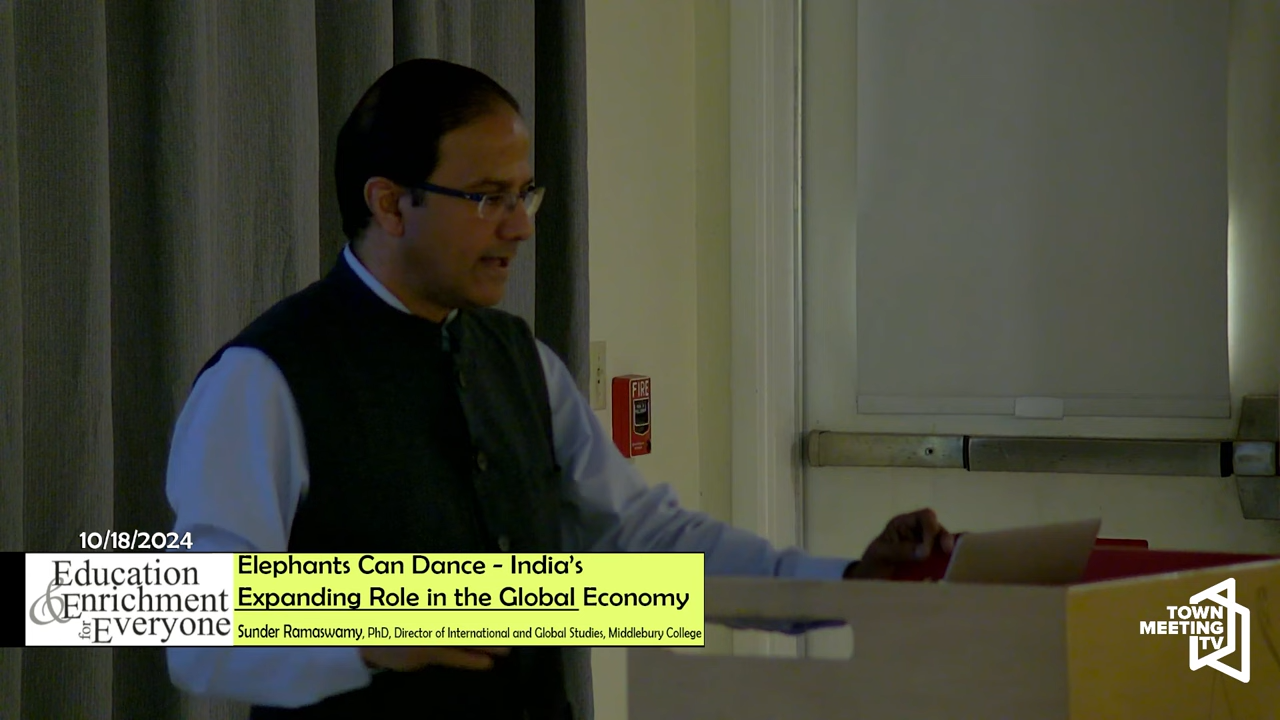 FIRE
10/18/2024
Education
& Enrichment
for Everyone
Elephants Can Dance - India's
Expanding Role in the Global Economy
Sunder Ramaswamy, PhD, Director of International and Global Studies, Middlebury College
TOWN
MEETING
TV